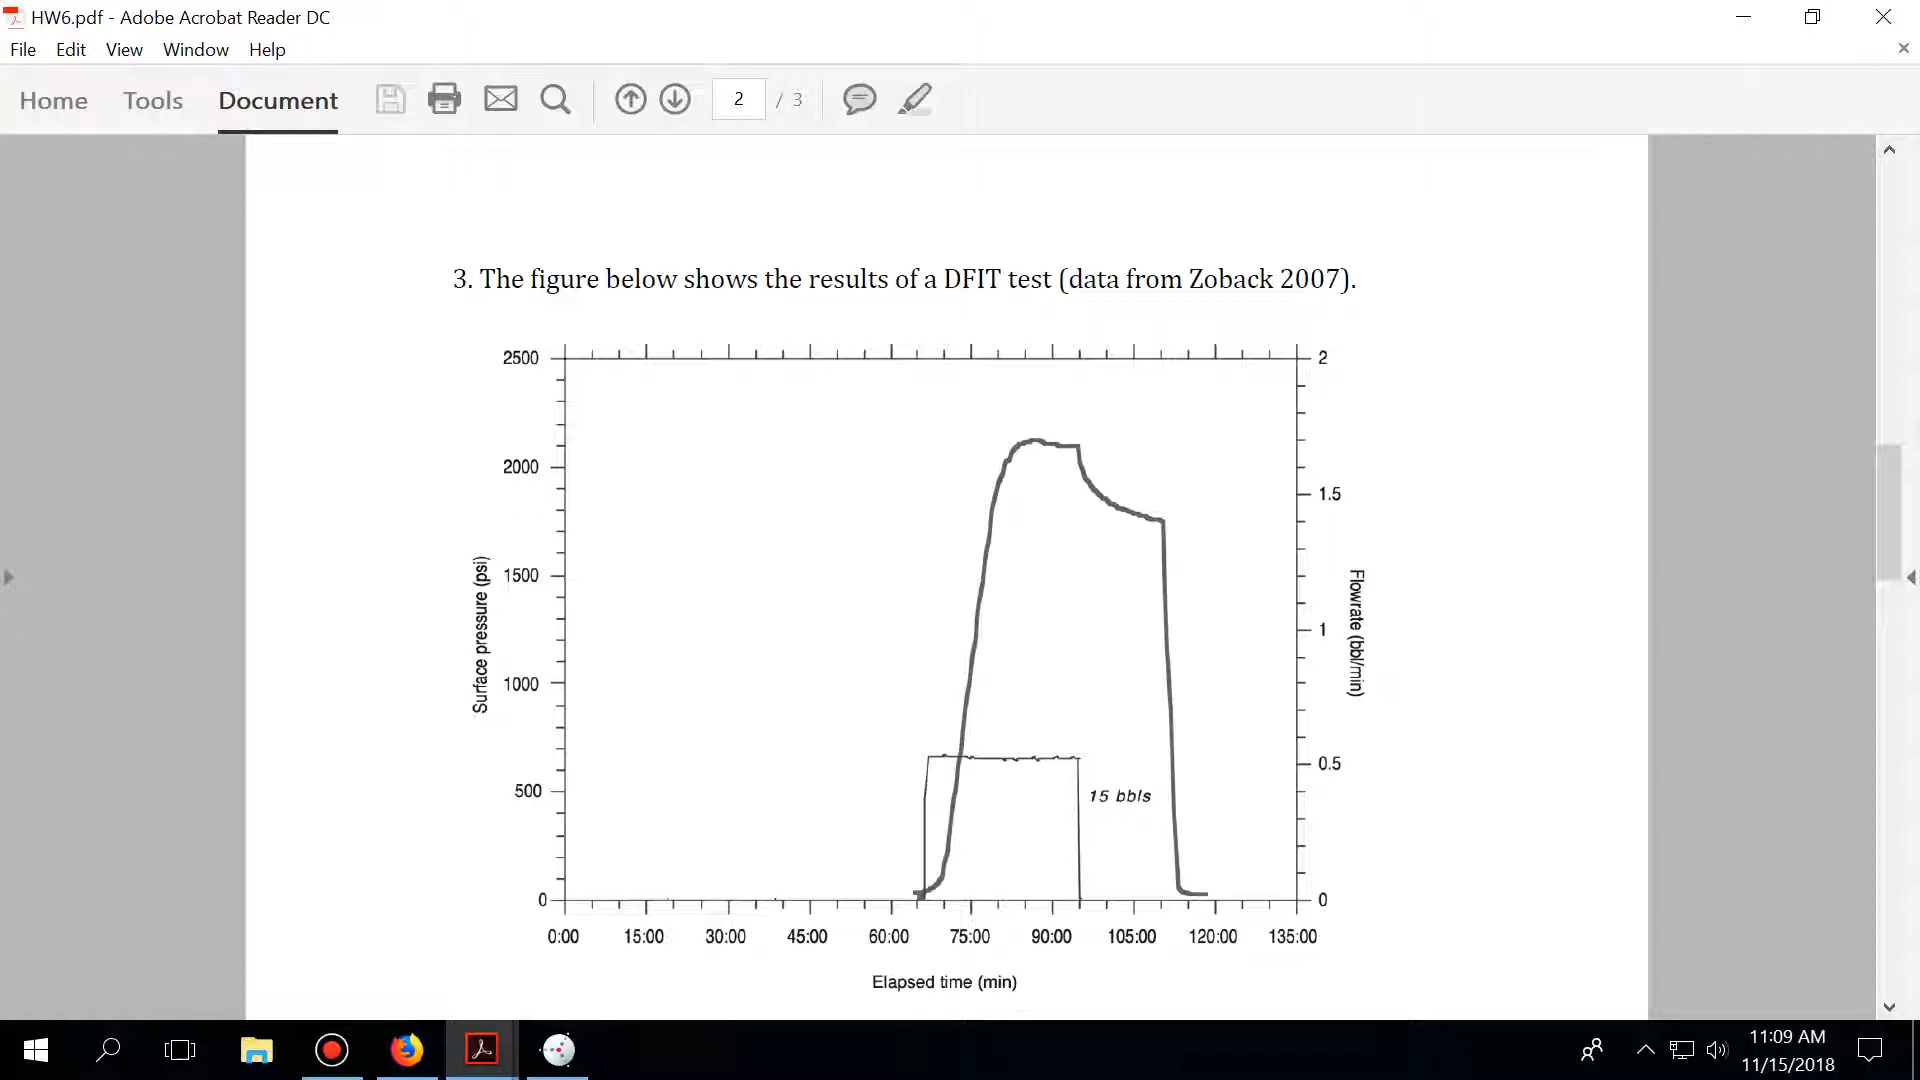 HW6.pdf - Adobe Acrobat Reader DC
File Edit View Window Help
Home Tools Document 2 / 3
3. The figure below shows the results of a DFIT test (data from Zoback 2007).
2500
2000
1500
1000
500
0
Surface pressure (psi)
2
1.5
1
0.5
0
Flowrate (bbl/min)
15 bbls
0:00 15:00 30:00 45:00 60:00 75:00 90:00 105:00 120:00 135:00
Elapsed time (min)
11:09 AM
11/15/2018